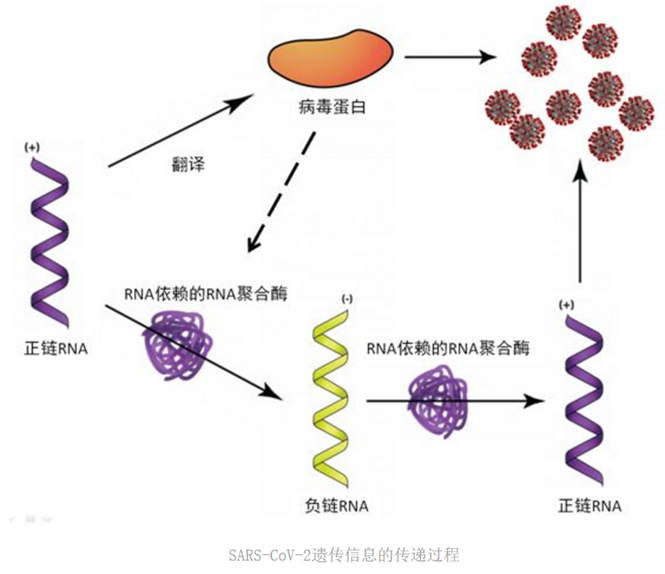 病毒蛋白
(+)
翻译
RNA依赖的RNA聚合酶
正链RNA
(-)
RNA依赖的RNA聚合酶
(+)
负链RNA
正链RNA
SARS-CoV-2遗传信息的传递过程